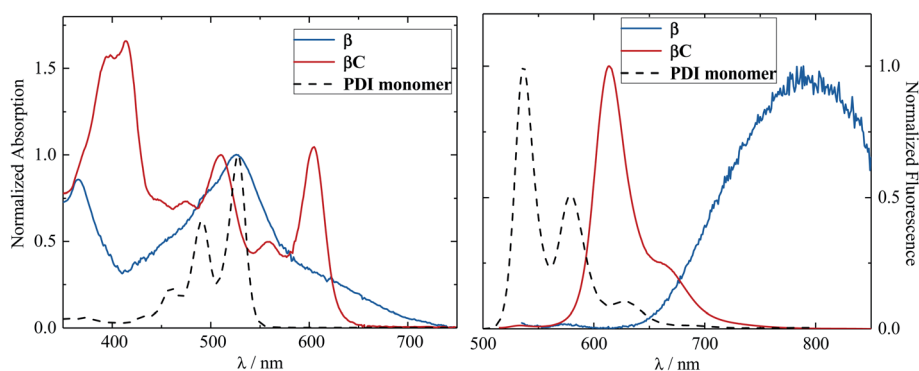 β
βC
PDI monomer
1.5
1.0
0.5
0.0
400
500
600
700
Normalized Absorption
λ / nm
β
βC
PDI monomer
1.0
0.5
0.0
500
600
700
800
Normalized Fluorescence
λ / nm